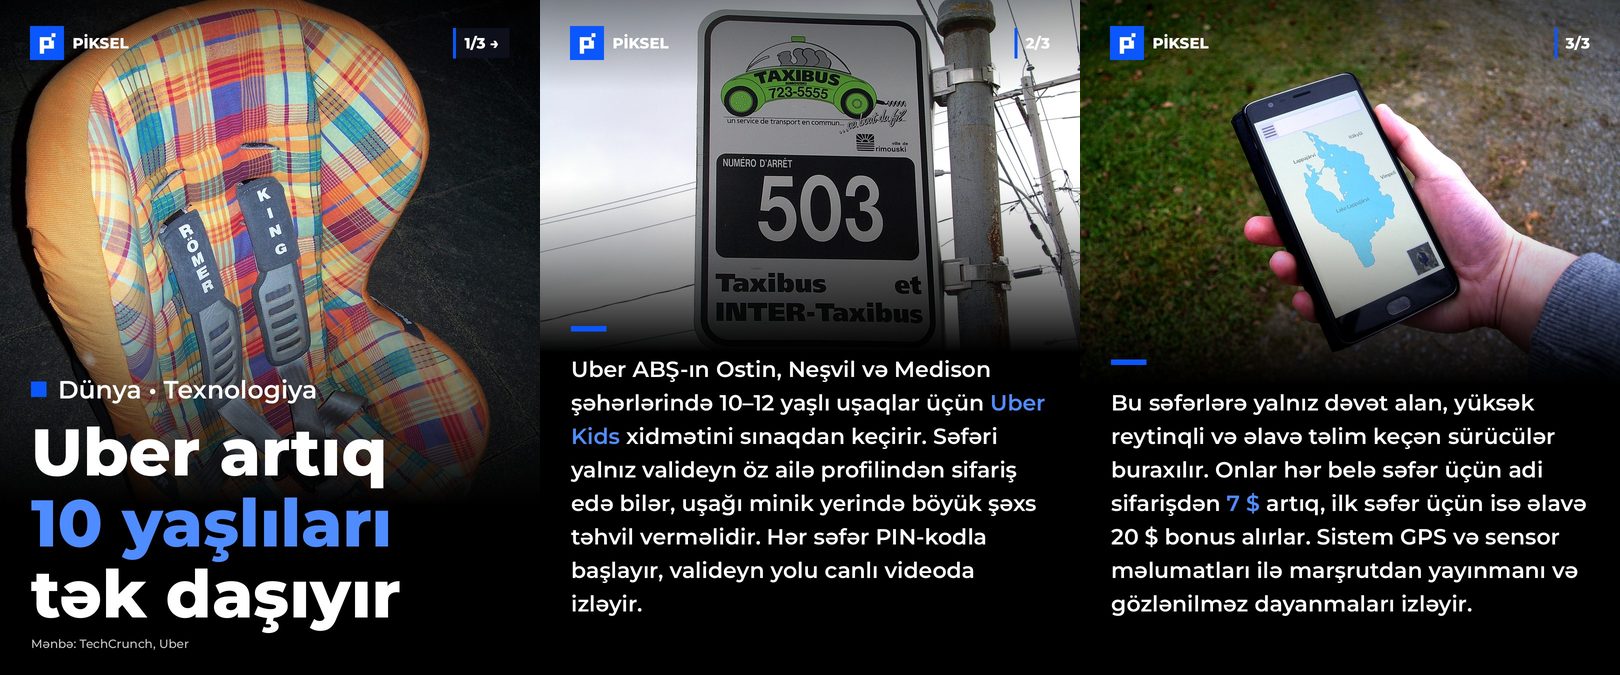 PİKSEL
1/3 →
KING
RÖMER
Dünya • Texnologiya
Uber artıq
10 yaşlıları
tək daşıyır
Mənbə: TechCrunch, Uber
PİKSEL
2/3
TAXIBUS
723-5555
un service de transport en commun...
ville de
rimouski
NUMÉRO D'ARRÊT
503
Taxibus et
INTER-Taxibus
Uber ABŞ-ın Ostin, Neşvil və Medison
şəhərlərində 10–12 yaşlı uşaqlar üçün Uber
Kids xidmətini sınaqdan keçirir. Səfəri
yalnız valideyn öz ailə profilindən sifariş
edə bilər, uşağı minik yerində böyük şəxs
təhvil verməlidir. Hər səfər PIN-kodla
başlayır, valideyn yolu canlı videoda
izləyir.
PİKSEL
3/3
Lappajärvi
Vimpeli
Bu səfərlərə yalnız dəvət alan, yüksək
reytinqli və əlavə təlim keçən sürücülər
buraxılır. Onlar hər belə səfər üçün adi
sifarişdən 7 $ artıq, ilk səfər üçün isə əlavə
20 $ bonus alırlar. Sistem GPS və sensor
məlumatları ilə marşrutdan yayınmanı və
gözlənilməz dayanmaları izləyir.